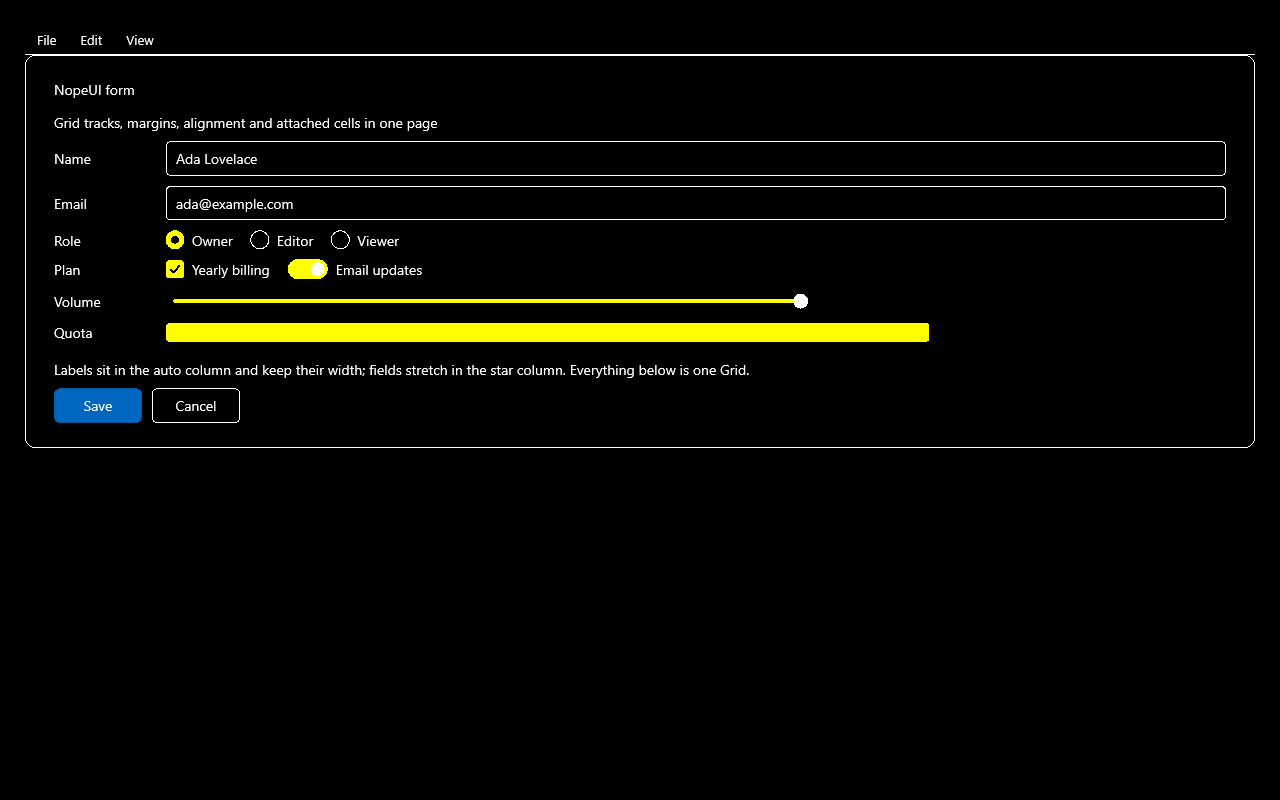 File Edit View
NopeUI form
Grid tracks, margins, alignment and attached cells in one page
Name Ada Lovelace
Email ada@example.com
Role Owner Editor Viewer
Plan Yearly billing Email updates
Volume
Quota
Labels sit in the auto column and keep their width; fields stretch in the star column. Everything below is one Grid.
Save Cancel